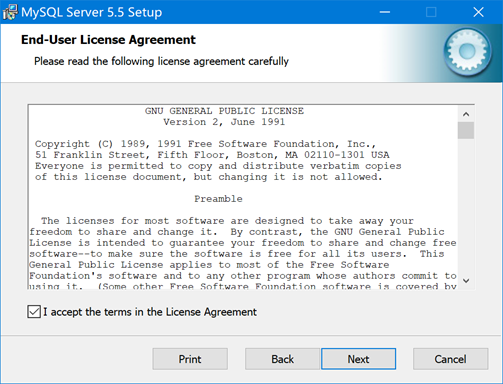 MySQL Server 5.5 Setup
End-User License Agreement
Please read the following license agreement carefully
GNU GENERAL PUBLIC LICENSE
Version 2, June 1991
Copyright (C) 1989, 1991 Free Software Foundation, Inc.,
51 Franklin Street, Fifth Floor, Boston, MA 02110-1301 USA
Everyone is permitted to copy and distribute verbatim copies
of this license document, but changing it is not allowed.
Preamble
The licenses for most software are designed to take away your
freedom to share and change it.  By contrast, the GNU General Public
License is intended to guarantee your freedom to share and change free
software--to make sure the software is free for all its users.  This
General Public License applies to most of the Free Software
Foundation's software and to any other program whose authors commit to
using it.  (Some other Free Software Foundation software is covered by
I accept the terms in the License Agreement
Print Back Next Cancel